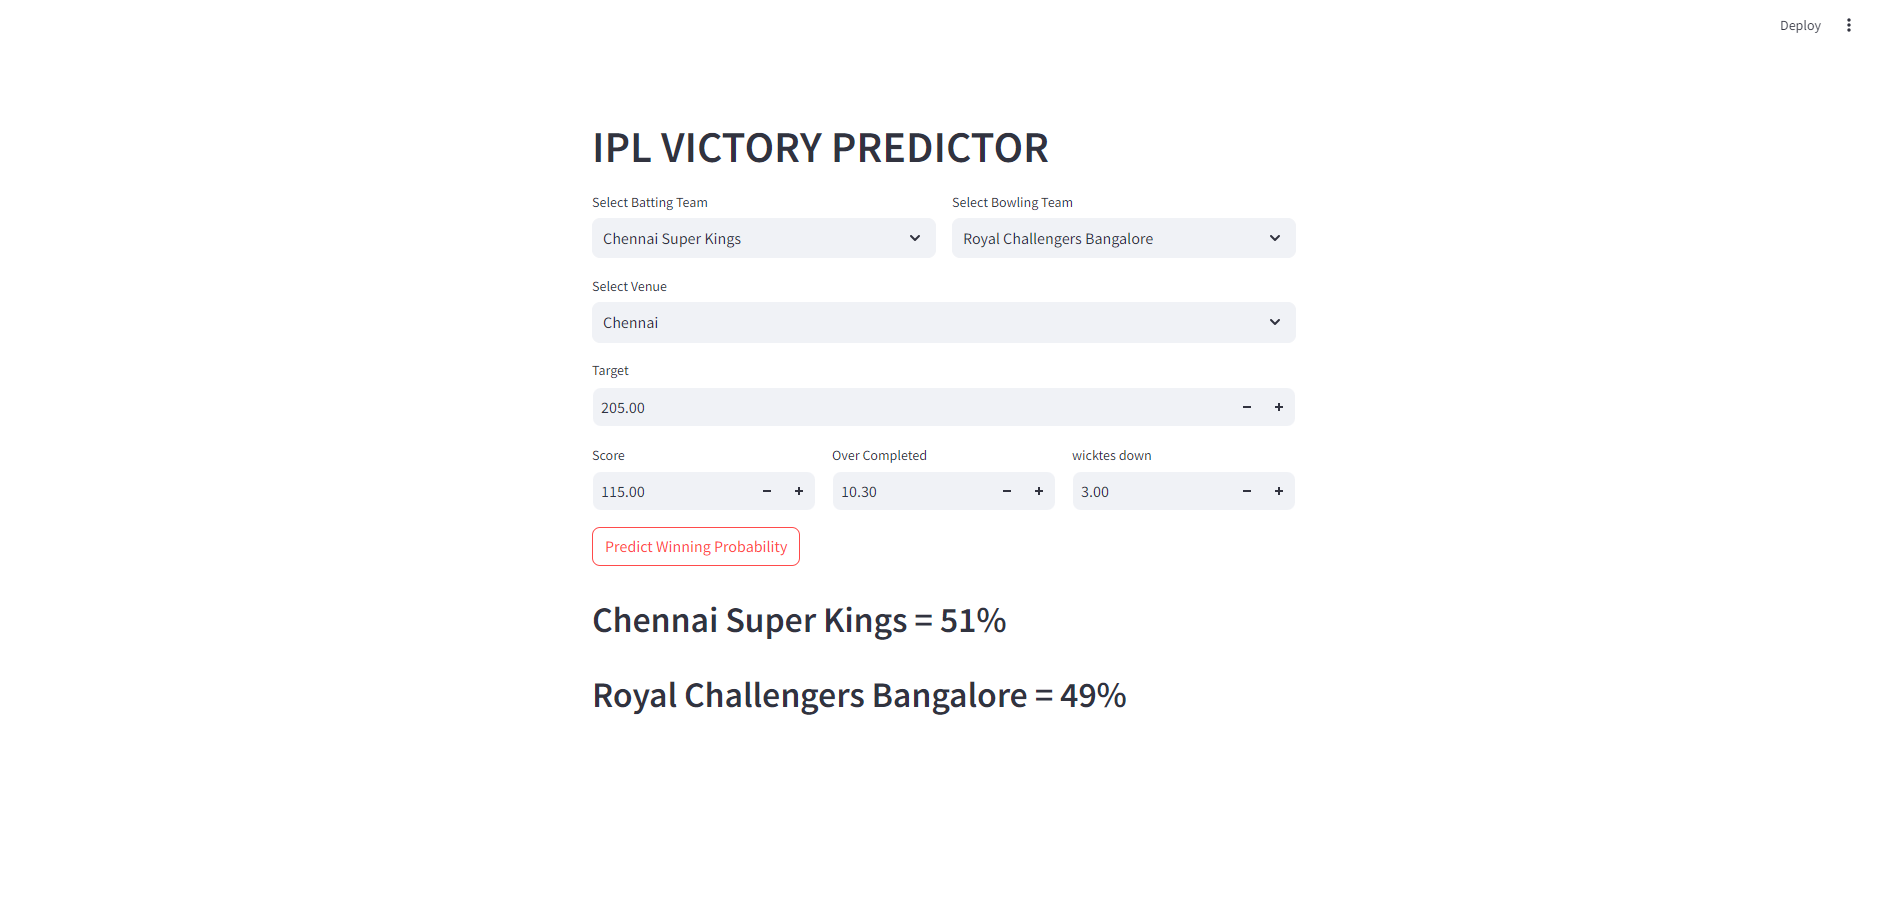 Deploy
IPL VICTORY PREDICTOR
Select Batting Team
Select Bowling Team
Chennai Super Kings
Royal Challengers Bangalore
Select Venue
Chennai
Target
205.00
Score
Over Completed
wicktes down
115.00
10.30
3.00
Predict Winning Probability
Chennai Super Kings = 51%
Royal Challengers Bangalore = 49%